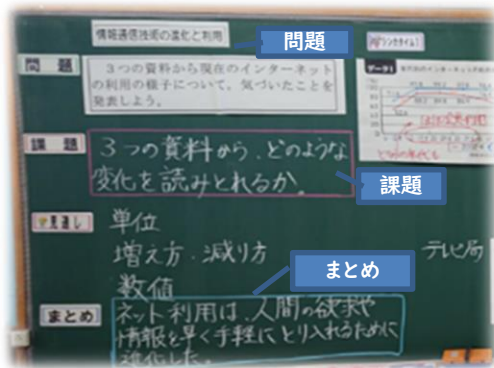 情報通信技術の進化と利用
問題
問題
3つの資料から現在のインターネット
の利用の様子について、気づいたことを
発表しよう。
課題
3つの資料から、どのような
変化を読みとれるか。
課題
見通し
単位
増え方・減り方
数値
テレビ局
まとめ
まとめ
ネット利用は、人間の欲求や
情報を早く手軽にとり入れるために
進化した。